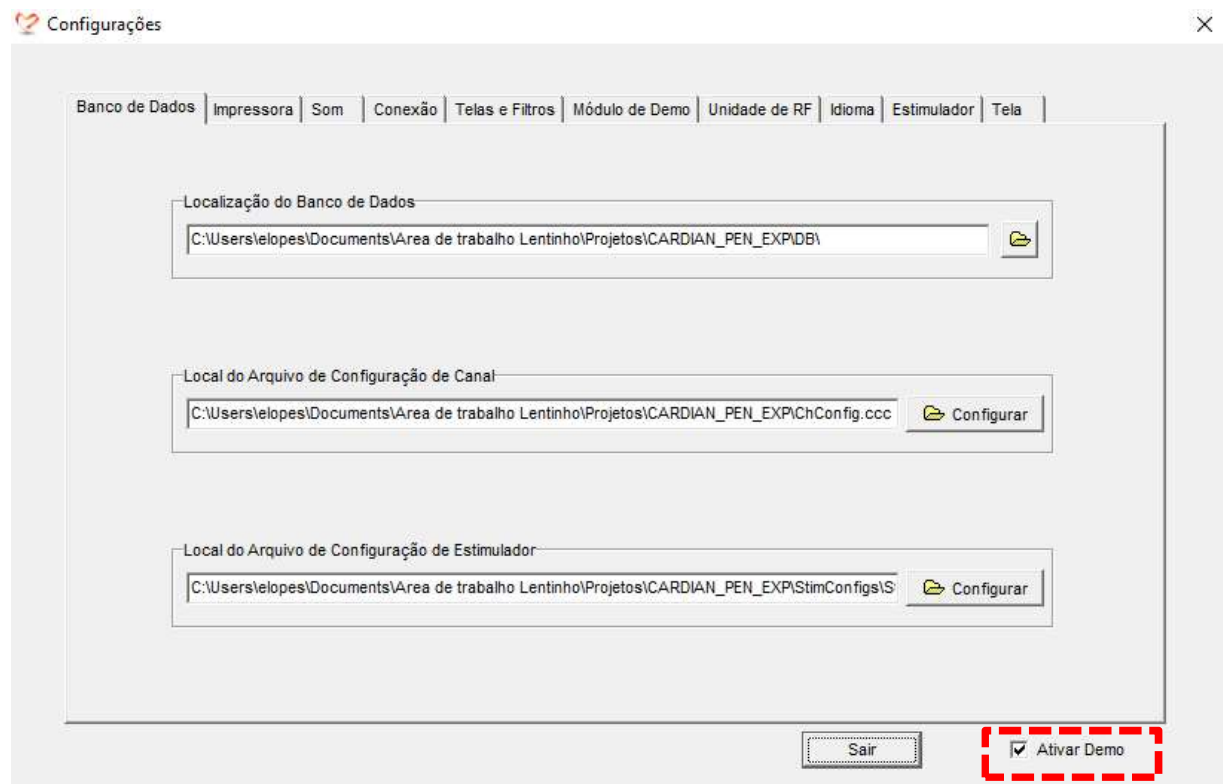 Configurações
Banco de Dados Impressora Som Conexão Telas e Filtros Módulo de Demo Unidade de RF Idioma Estimulador Tela
Localização do Banco de Dados
C:\Users\elopes\Documents\Area de trabalho Lentinho\Projetos\CARDIAN_PEN_EXP\DB\
Local do Arquivo de Configuração de Canal
C:\Users\elopes\Documents\Area de trabalho Lentinho\Projetos\CARDIAN_PEN_EXP\ChConfig.ccc Configurar
Local do Arquivo de Configuração de Estimulador
C:\Users\elopes\Documents\Area de trabalho Lentinho\Projetos\CARDIAN_PEN_EXP\StimConfigs\S Configurar
Sair Ativar Demo